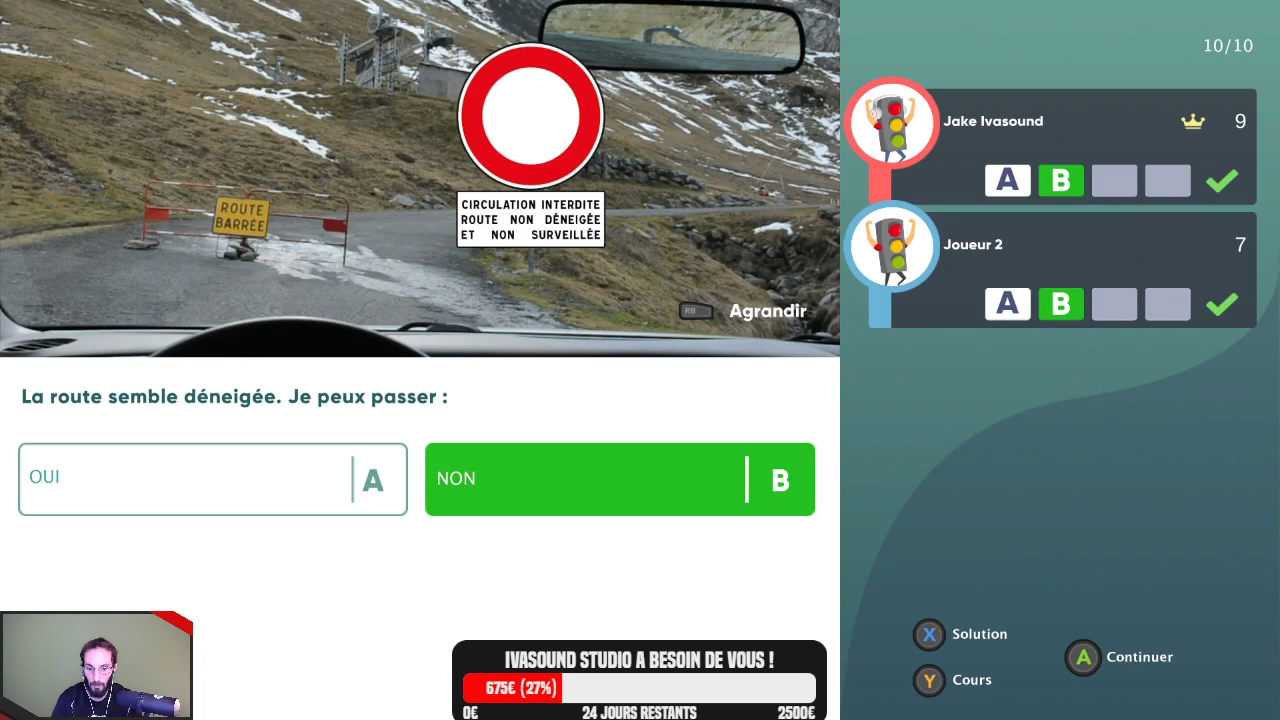 10/10
Jake Ivasound
9
A B
Joueur 2
7
A B
ROUTE
BARRÉE
CIRCULATION INTERDITE
ROUTE NON DÉNEIGÉE
ET NON SURVEILLÉE
RB Agrandir
La route semble déneigée. Je peux passer :
OUI A
NON B
IVASOUND STUDIO A BESOIN DE VOUS !
675€ (27%)
0€ 24 JOURS RESTANTS 2500€
X Solution
Y Cours
A Continuer